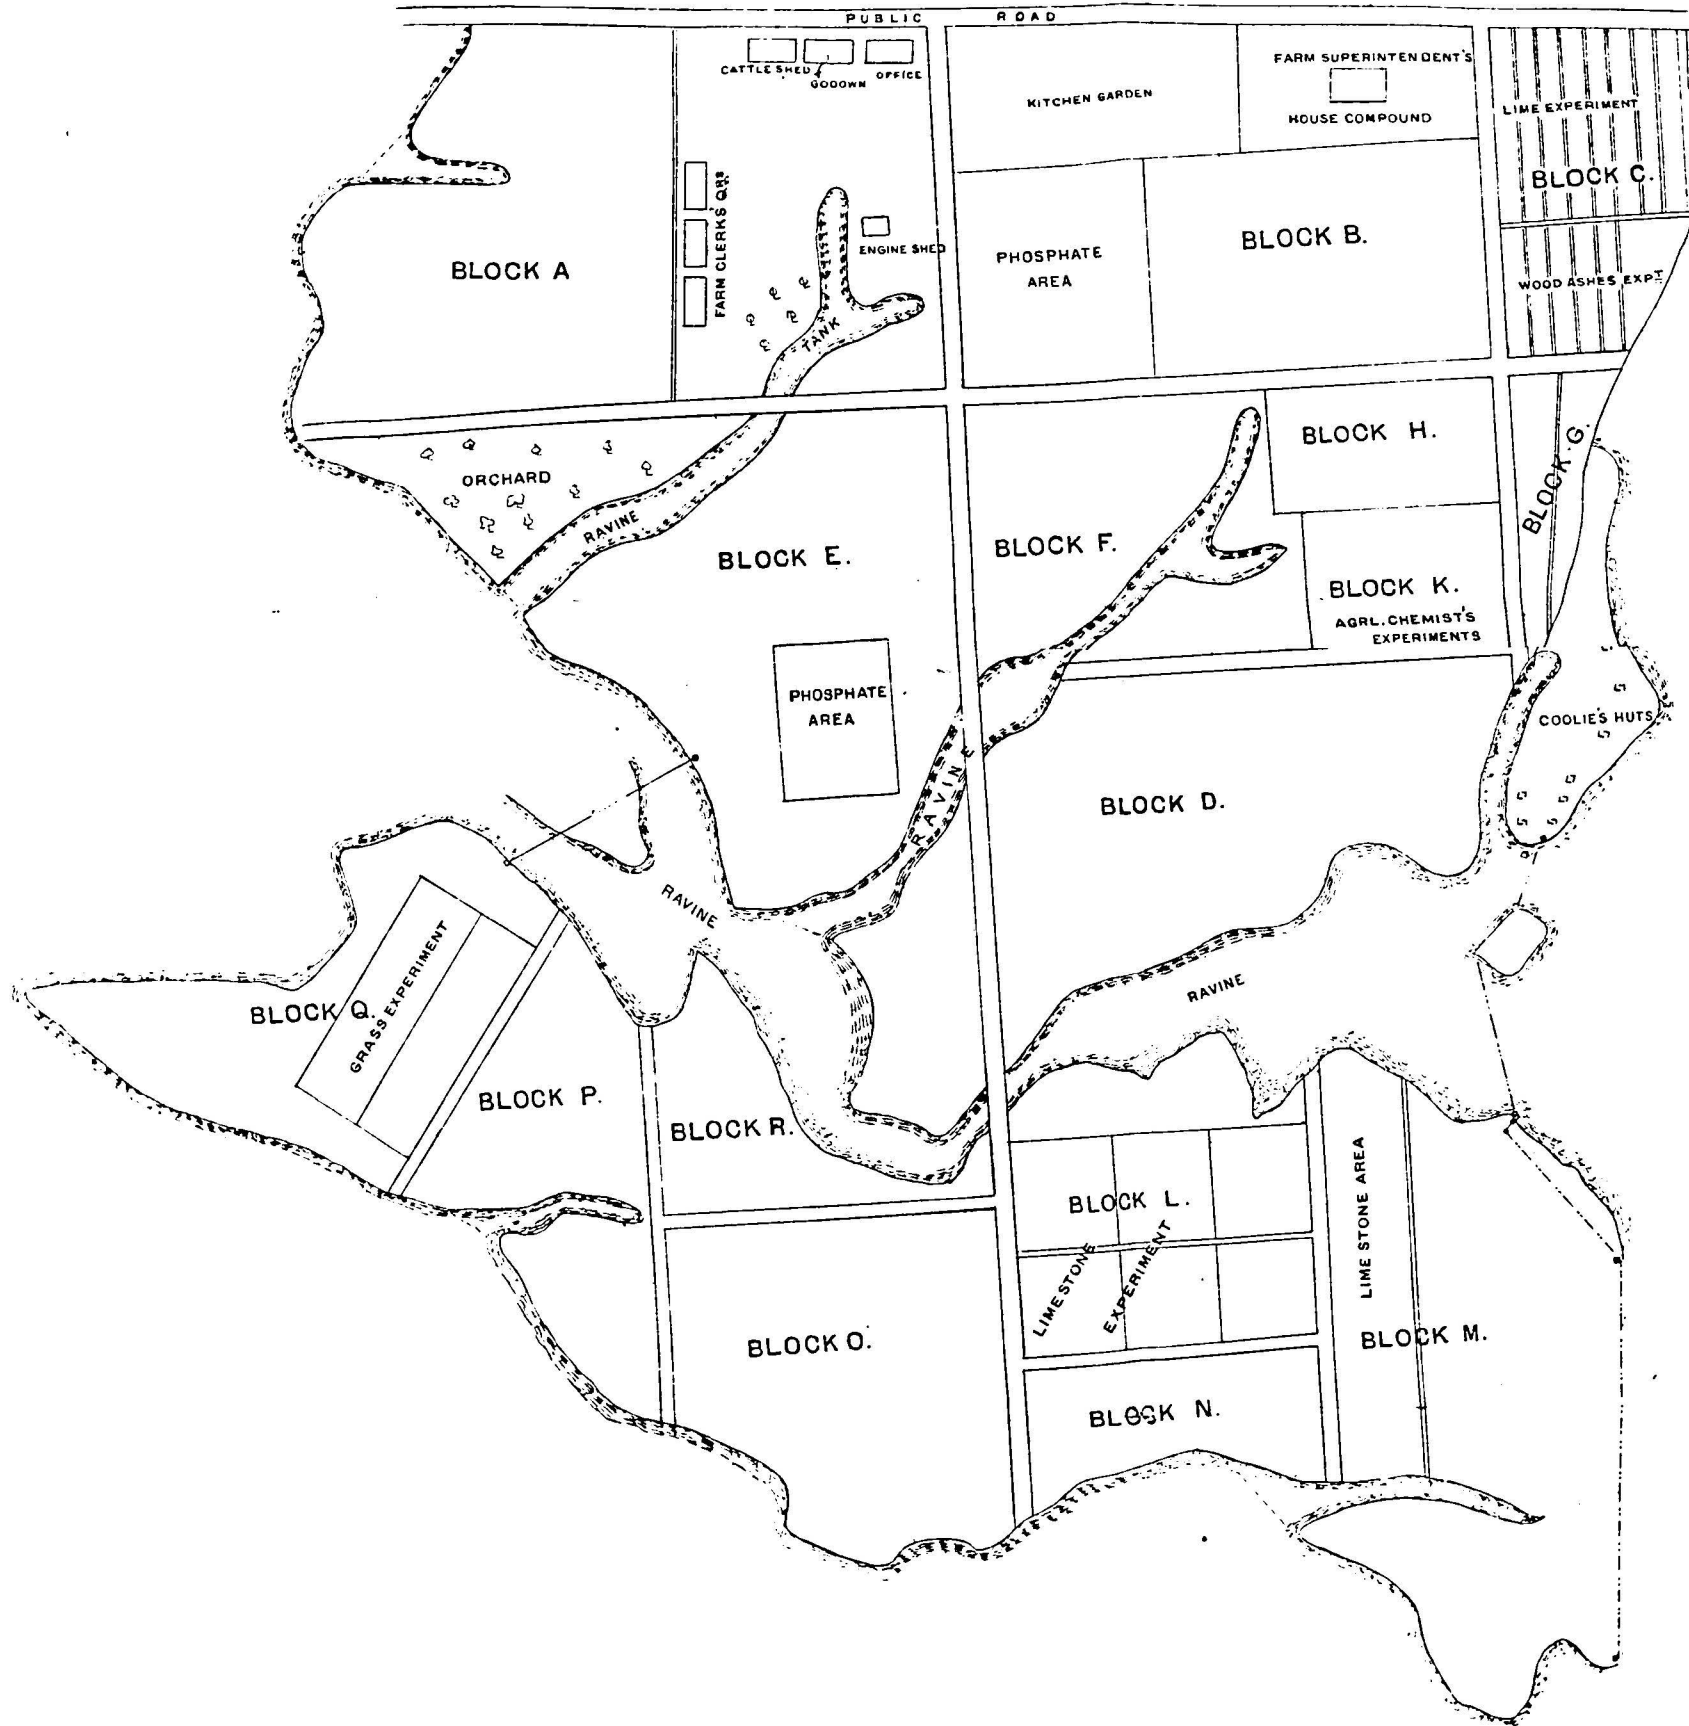 PUBLIC ROAD
CATTLE SHED
GODOWN
OFFICE
KITCHEN GARDEN
FARM SUPERINTENDENT'S
HOUSE COMPOUND
LIME EXPERIMENT
BLOCK C.
FARM CLERKS QRS
ENGINE SHED
BLOCK A
PHOSPHATE
AREA
BLOCK B.
WOOD ASHES EXPT
TANK
ORCHARD
RAVINE
BLOCK E.
BLOCK F.
BLOCK H.
BLOCK G.
BLOCK K.
AGRL. CHEMIST'S
EXPERIMENTS
PHOSPHATE
AREA
COOLIE'S HUTS
RAVINE
BLOCK D.
RAVINE
RAVINE
BLOCK Q.
GRASS EXPERIMENT
BLOCK P.
BLOCK R.
BLOCK L.
LIMESTONE
EXPERIMENT
LIME STONE AREA
BLOCK O.
BLOCK M.
BLOCK N.